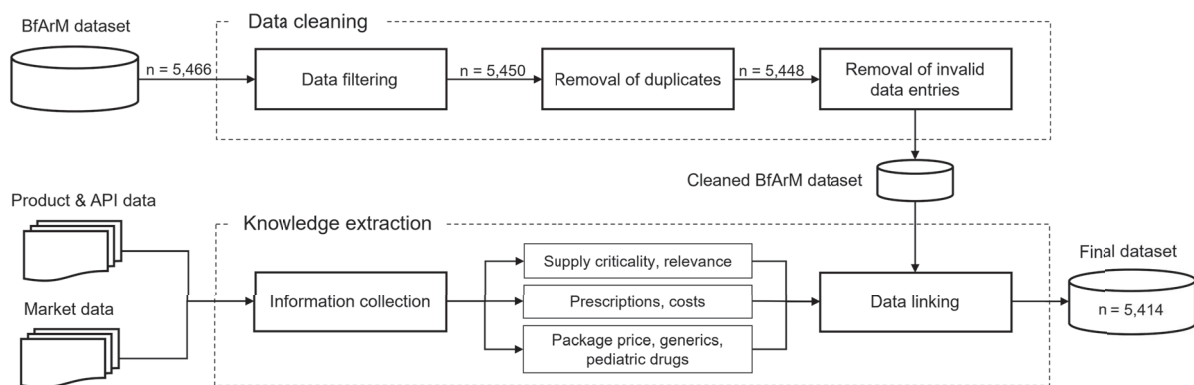 BfArM dataset
Data cleaning
n = 5,466
Data filtering
n = 5,450
Removal of duplicates
n = 5,448
Removal of invalid
data entries
Cleaned BfArM dataset
Product & API data
Knowledge extraction
Supply criticality, relevance
Final dataset
Information collection
Prescriptions, costs
Data linking
n = 5,414
Market data
Package price, generics,
pediatric drugs